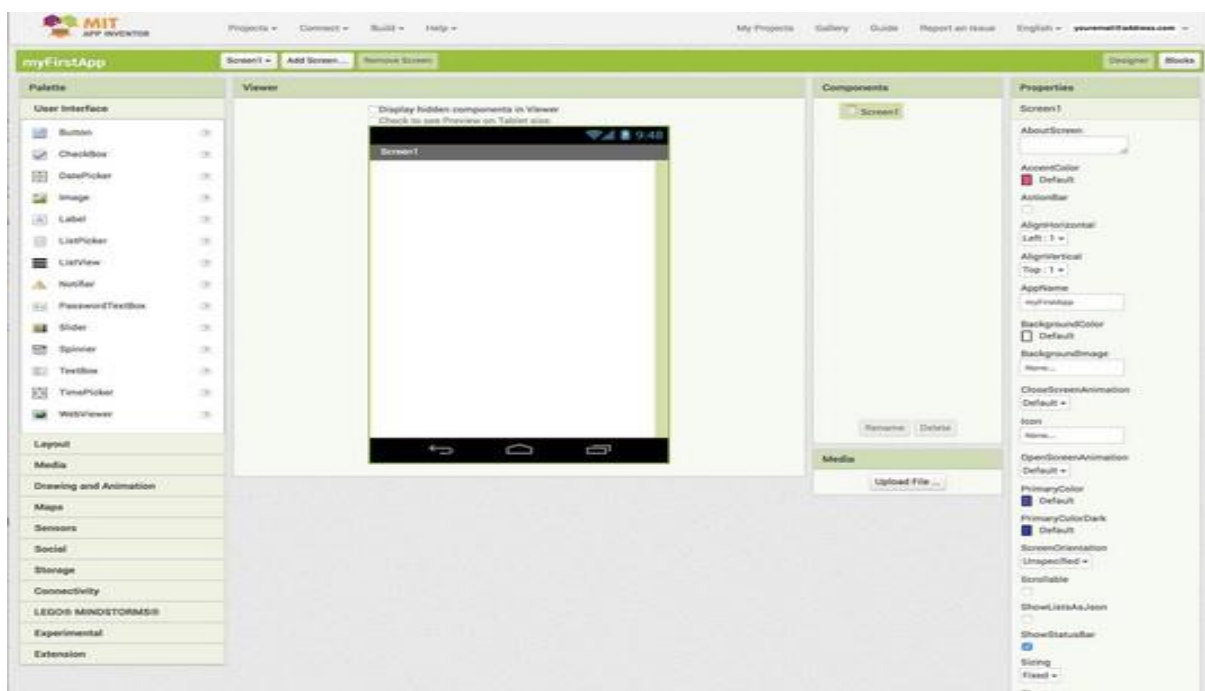 MIT
APP INVENTOR
Projects Connect Build Help My Projects Gallery Guide Report an Issue English youremail@address.com
myFirstApp Screen1 Add Screen... Remove Screen Designer Blocks
Palette
User Interface
Button
CheckBox
DatePicker
Image
Label
ListPicker
ListView
Notifier
PasswordTextBox
Slider
Spinner
TextBox
TimePicker
WebViewer
Layout
Media
Drawing and Animation
Maps
Sensors
Social
Storage
Connectivity
LEGO® MINDSTORMS®
Experimental
Extension
Viewer
Display hidden components in Viewer
Check to see Preview on Tablet size.
9:48
Screen1
Components
Screen1
Rename Delete
Media
Upload File ...
Properties
Screen1
AboutScreen
AccentColor
Default
ActionBar
AlignHorizontal
Left : 1
AlignVertical
Top : 1
AppName
myFirstApp
BackgroundColor
Default
BackgroundImage
None...
CloseScreenAnimation
Default
Icon
None...
OpenScreenAnimation
Default
PrimaryColor
Default
PrimaryColorDark
Default
ScreenOrientation
Unspecified
Scrollable
ShowListsAsJson
ShowStatusBar
Sizing
Fixed